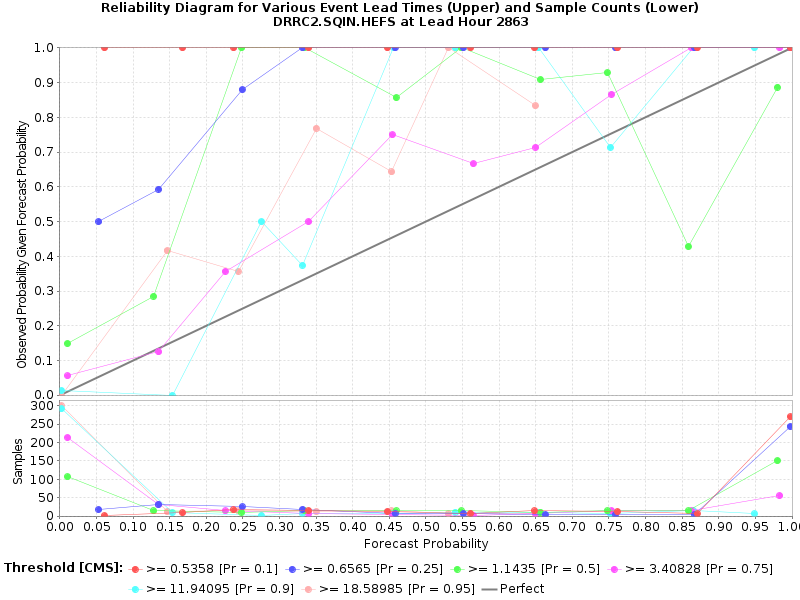 Reliability Diagram for Various Event Lead Times (Upper) and Sample Counts (Lower)
DRRC2.SQIN.HEFS at Lead Hour 2863
Observed Probability Given Forecast Probability
1.0
0.9
0.8
0.7
0.6
0.5
0.4
0.3
0.2
0.1
0.0
Samples
300
250
200
150
100
50
0
0.00 0.05 0.10 0.15 0.20 0.25 0.30 0.35 0.40 0.45 0.50 0.55 0.60 0.65 0.70 0.75 0.80 0.85 0.90 0.95 1.0
Forecast Probability
Threshold [CMS]: >= 0.5358 [Pr = 0.1] >= 0.6565 [Pr = 0.25] >= 1.1435 [Pr = 0.5] >= 3.40828 [Pr = 0.75]
>= 11.94095 [Pr = 0.9] >= 18.58985 [Pr = 0.95] Perfect